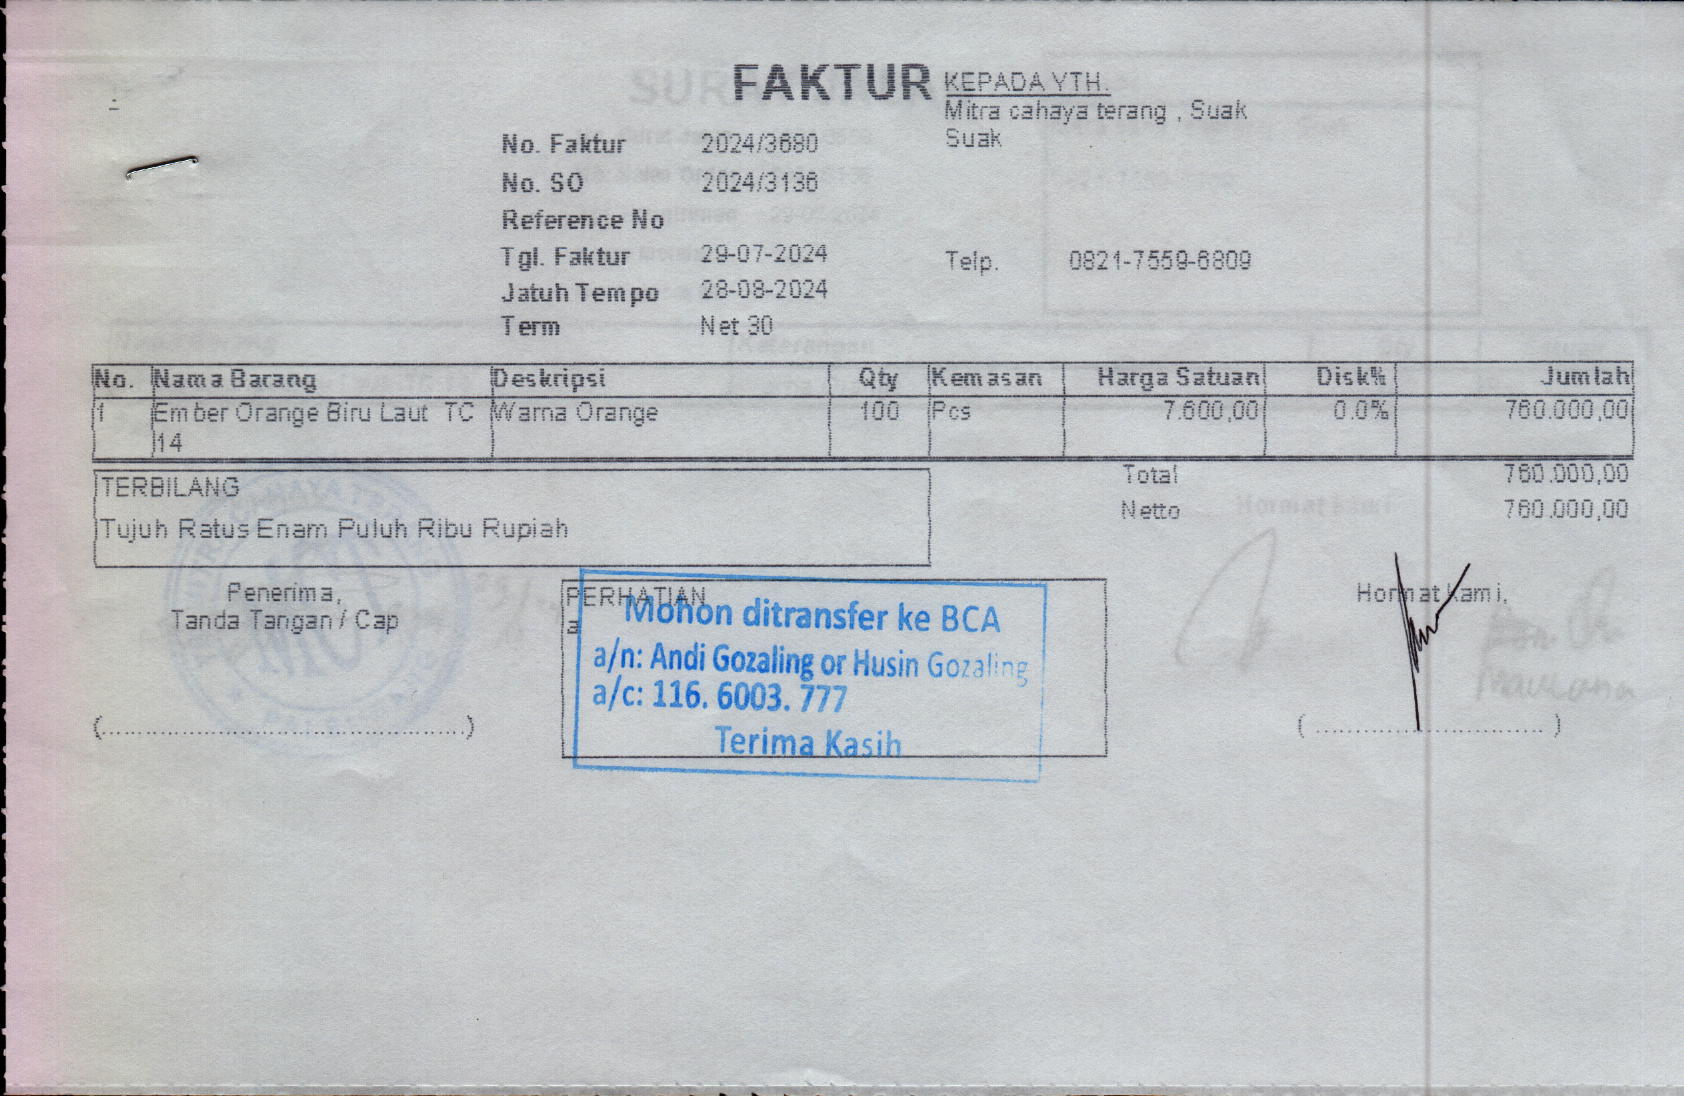 FAKTUR
No. Faktur 2024/3680
No. SO 2024/3136
Reference No
Tgl. Faktur 29-07-2024
Jatuh Tempo 28-08-2024
Term Net 30
KEPADA YTH.
Mitra cahaya terang , Suak
Suak
Telp. 0821-7559-6809
No. Nama Barang Deskripsi Qty Kemasan Harga Satuan Disk% Jumlah
1 Ember Orange Biru Laut TC Warna Orange 100 Pcs 7.600,00 0.0% 760.000,00
14
Total 760.000,00
Netto 760.000,00
TERBILANG
Tujuh Ratus Enam Puluh Ribu Rupiah
Penerima,
Tanda Tangan / Cap
(..............................................)
PERHATIAN
a
Mohon ditransfer ke BCA
a/n: Andi Gozaling or Husin Gozaling
a/c: 116. 6003. 777
Terima Kasih
Hormat kami,
( ............................. )